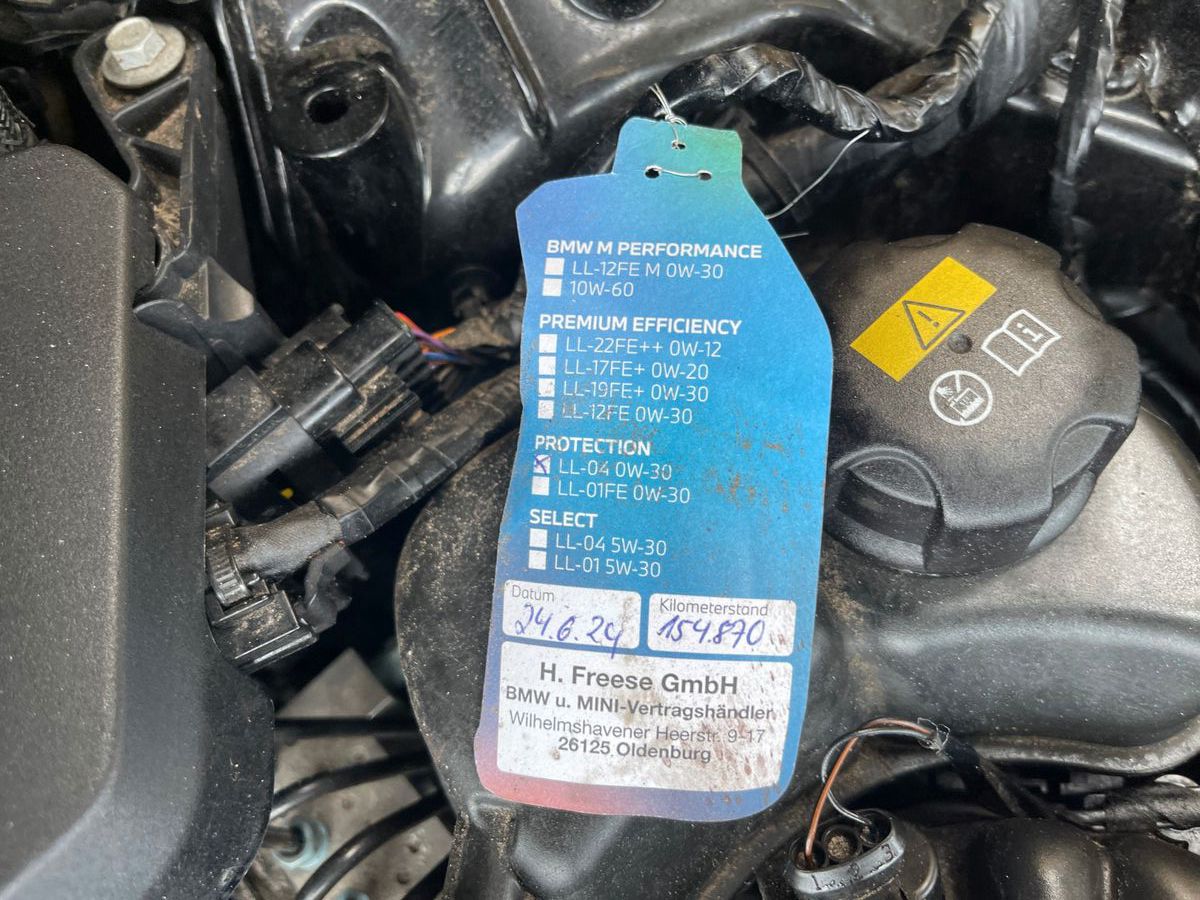 BMW M PERFORMANCE
LL-12FE M 0W-30
10W-60
PREMIUM EFFICIENCY
LL-22FE++ 0W-12
LL-17FE+ 0W-20
LL-19FE+ 0W-30
LL-12FE 0W-30
PROTECTION
LL-04 0W-30
LL-01FE 0W-30
SELECT
LL-04 5W-30
LL-01 5W-30
Datum
24.6.24
Kilometerstand
154.870
H. Freese GmbH
BMW u. MINI-Vertragshändler
Wilhelmshavener Heerstr. 9-17
26125 Oldenburg